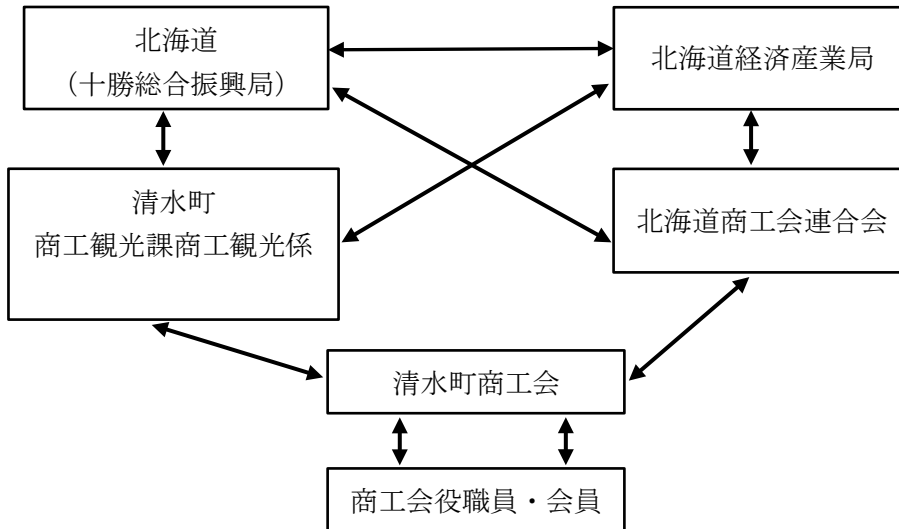 北海道
（十勝総合振興局）
北海道経済産業局
清水町
商工観光課商工観光係
北海道商工会連合会
清水町商工会
商工会役職員・会員